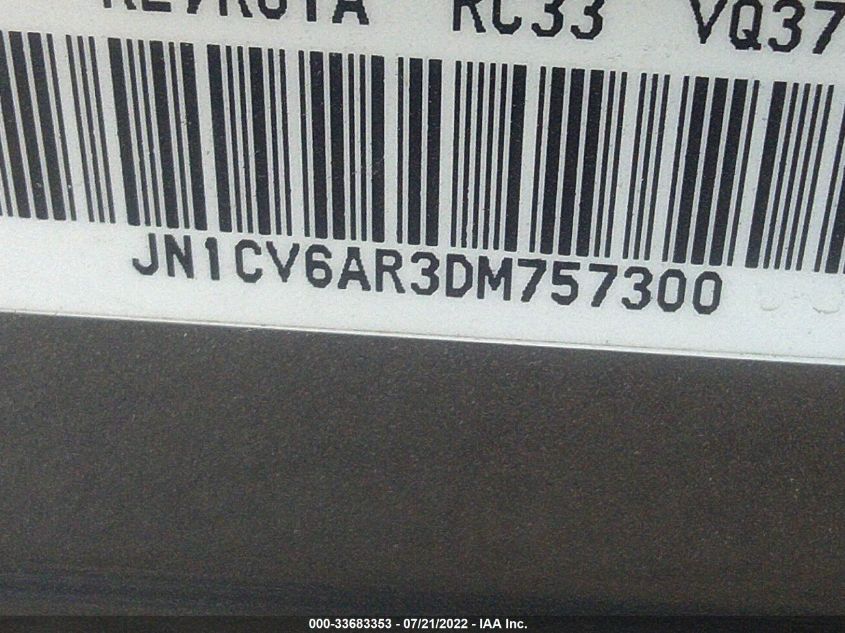 RC33 VQ37
JN1CV6AR3DM757300
000-33683353 - 07/21/2022 - IAA Inc.